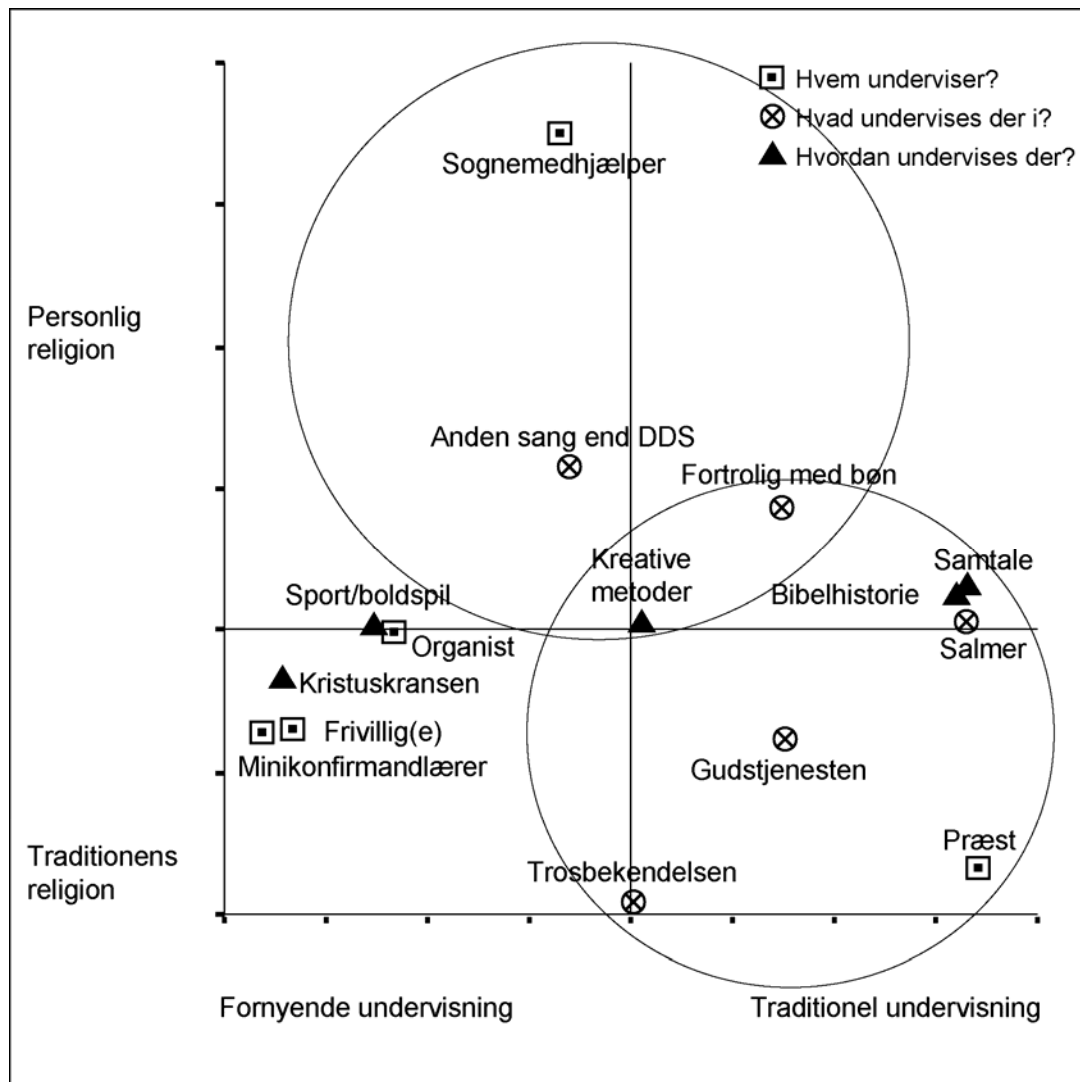 Hvem underviser?
Hvad undervises der i?
Hvordan undervises der?
Sognemedhjælper
Personlig
religion
Anden sang end DDS
Fortrolig med bøn
Kreative
metoder
Samtale
Sport/boldspil
Bibelhistorie
Organist
Salmer
Kristuskransen
Frivillig(e)
Minikonfirmandlærer
Gudstjenesten
Præst
Traditionens
religion
Trosbekendelsen
Fornyende undervisning
Traditionel undervisning